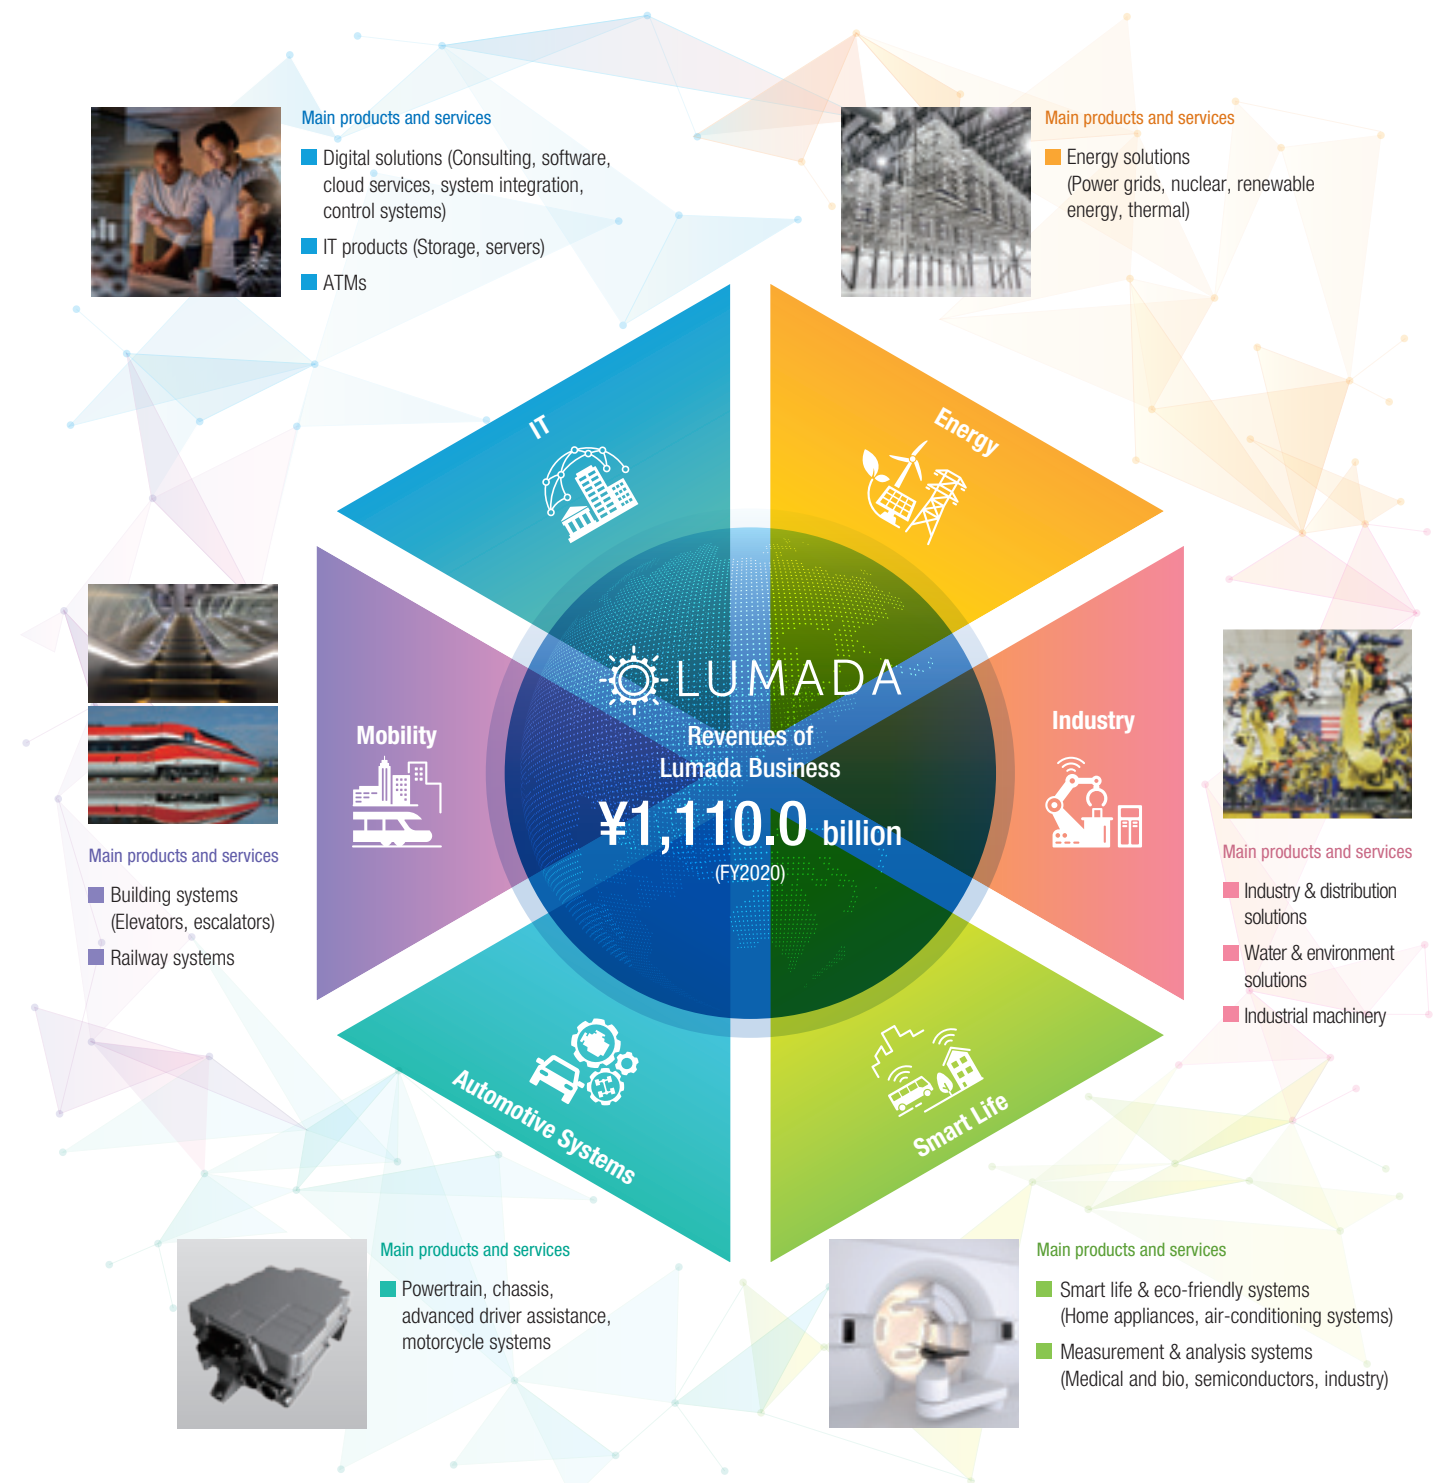 Main products and services
Digital solutions (Consulting, software,
cloud services, system integration,
control systems)
IT products (Storage, servers)
ATMs
Main products and services
Energy solutions
(Power grids, nuclear, renewable
energy, thermal)
IT
Energy
Mobility
Industry
LUMADA
Revenues of
Lumada Business
¥1,110.0 billion
(FY2020)
Main products and services
Building systems
(Elevators, escalators)
Railway systems
Main products and services
Industry & distribution
solutions
Water & environment
solutions
Industrial machinery
Automotive Systems
Smart Life
Main products and services
Powertrain, chassis,
advanced driver assistance,
motorcycle systems
Main products and services
Smart life & eco-friendly systems
(Home appliances, air-conditioning systems)
Measurement & analysis systems
(Medical and bio, semiconductors, industry)